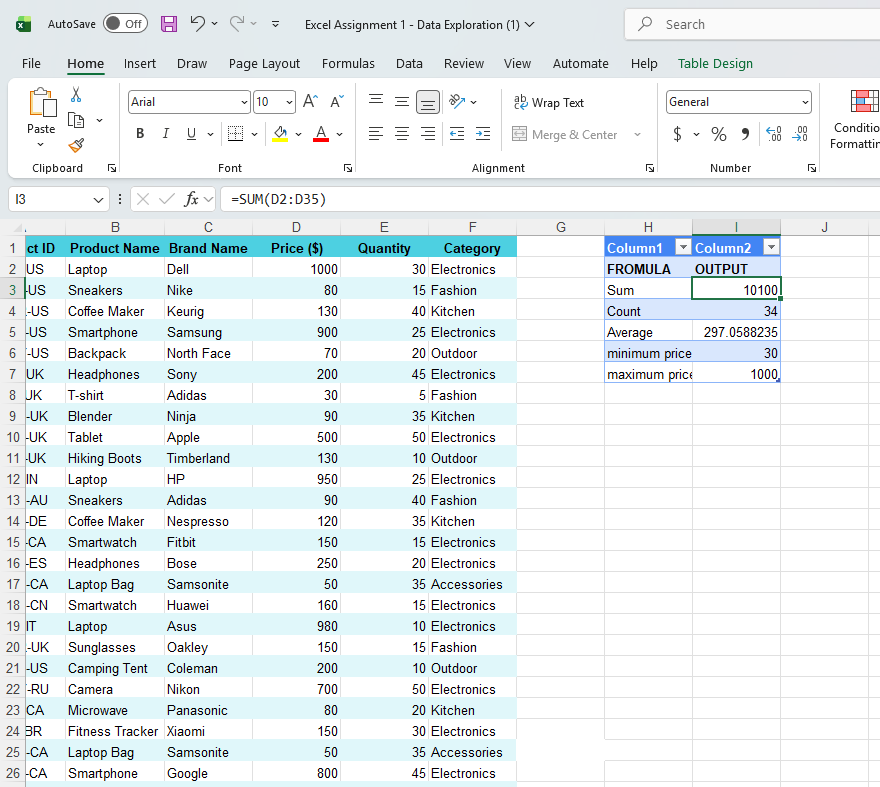 AutoSave Off Excel Assignment 1 - Data Exploration (1) Search
File Home Insert Draw Page Layout Formulas Data Review View Automate Help Table Design
Arial 10 A A ab Wrap Text General
Paste B I U A Merge & Center $ % Conditio
Formattin
Clipboard Font Alignment Number
I3 fx =SUM(D2:D35)
B C D E F G H I J
1 ct ID Product Name Brand Name Price ($) Quantity Category Column1 Column2
2 US Laptop Dell 1000 30 Electronics FROMULA OUTPUT
3 -US Sneakers Nike 80 15 Fashion Sum 10100
4 -US Coffee Maker Keurig 130 40 Kitchen Count 34
5 -US Smartphone Samsung 900 25 Electronics Average 297.0588235
6 -US Backpack North Face 70 20 Outdoor minimum price 30
7 UK Headphones Sony 200 45 Electronics maximum price 1000
8 UK T-shirt Adidas 30 5 Fashion
9 -UK Blender Ninja 90 35 Kitchen
10 -UK Tablet Apple 500 50 Electronics
11 -UK Hiking Boots Timberland 130 10 Outdoor
12 IN Laptop HP 950 25 Electronics
13 -AU Sneakers Adidas 90 40 Fashion
14 -DE Coffee Maker Nespresso 120 35 Kitchen
15 -CA Smartwatch Fitbit 150 15 Electronics
16 -ES Headphones Bose 250 20 Electronics
17 -CA Laptop Bag Samsonite 50 35 Accessories
18 -CN Smartwatch Huawei 160 15 Electronics
19 IT Laptop Asus 980 10 Electronics
20 -UK Sunglasses Oakley 150 15 Fashion
21 -US Camping Tent Coleman 200 10 Outdoor
22 -RU Camera Nikon 700 50 Electronics
23 CA Microwave Panasonic 80 20 Kitchen
24 BR Fitness Tracker Xiaomi 150 30 Electronics
25 -CA Laptop Bag Samsonite 50 35 Accessories
26 -CA Smartphone Google 800 45 Electronics